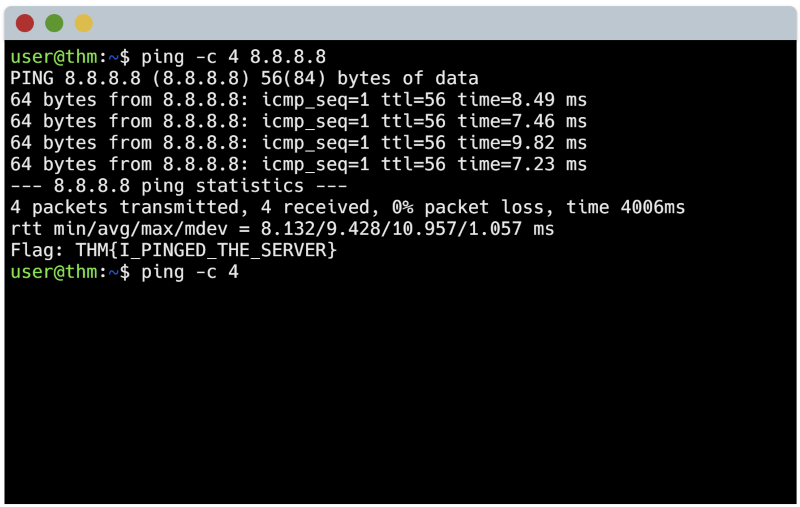 user@thm:~$ ping -c 4 8.8.8.8
PING 8.8.8.8 (8.8.8.8) 56(84) bytes of data
64 bytes from 8.8.8.8: icmp_seq=1 ttl=56 time=8.49 ms
64 bytes from 8.8.8.8: icmp_seq=1 ttl=56 time=7.46 ms
64 bytes from 8.8.8.8: icmp_seq=1 ttl=56 time=9.82 ms
64 bytes from 8.8.8.8: icmp_seq=1 ttl=56 time=7.23 ms
--- 8.8.8.8 ping statistics ---
4 packets transmitted, 4 received, 0% packet loss, time 4006ms
rtt min/avg/max/mdev = 8.132/9.428/10.957/1.057 ms
Flag: THM{I_PINGED_THE_SERVER}
user@thm:~$ ping -c 4